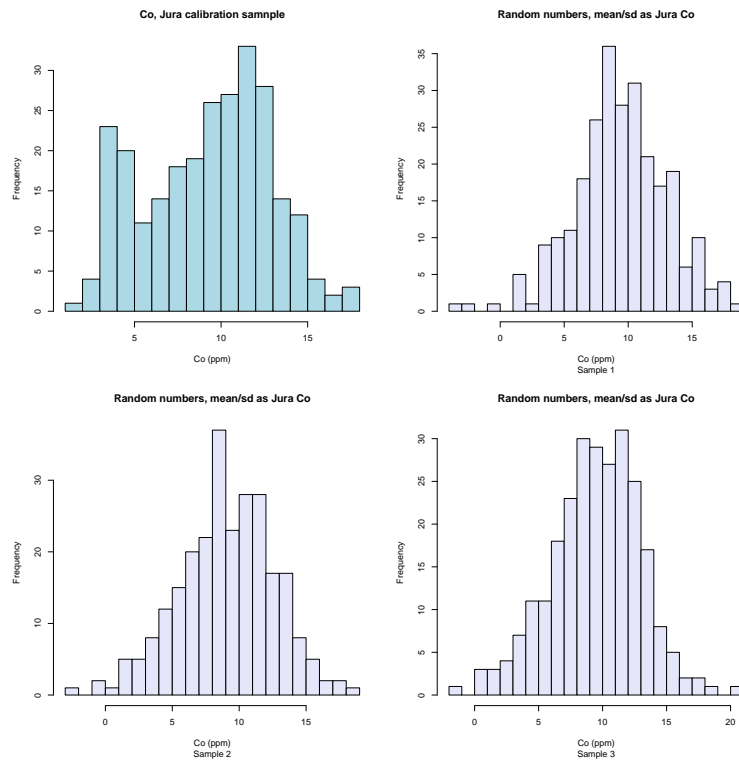 Co, Jura calibration samnple
Frequency
0 5 10 15 20 25 30
5 10 15
Co (ppm)
Random numbers, mean/sd as Jura Co
Frequency
0 5 10 15 20 25 30 35
0 5 10 15
Co (ppm)
Sample 1
Random numbers, mean/sd as Jura Co
Frequency
0 10 20 30
0 5 10 15
Co (ppm)
Sample 2
Random numbers, mean/sd as Jura Co
Frequency
0 5 10 15 20 25 30
0 5 10 15 20
Co (ppm)
Sample 3